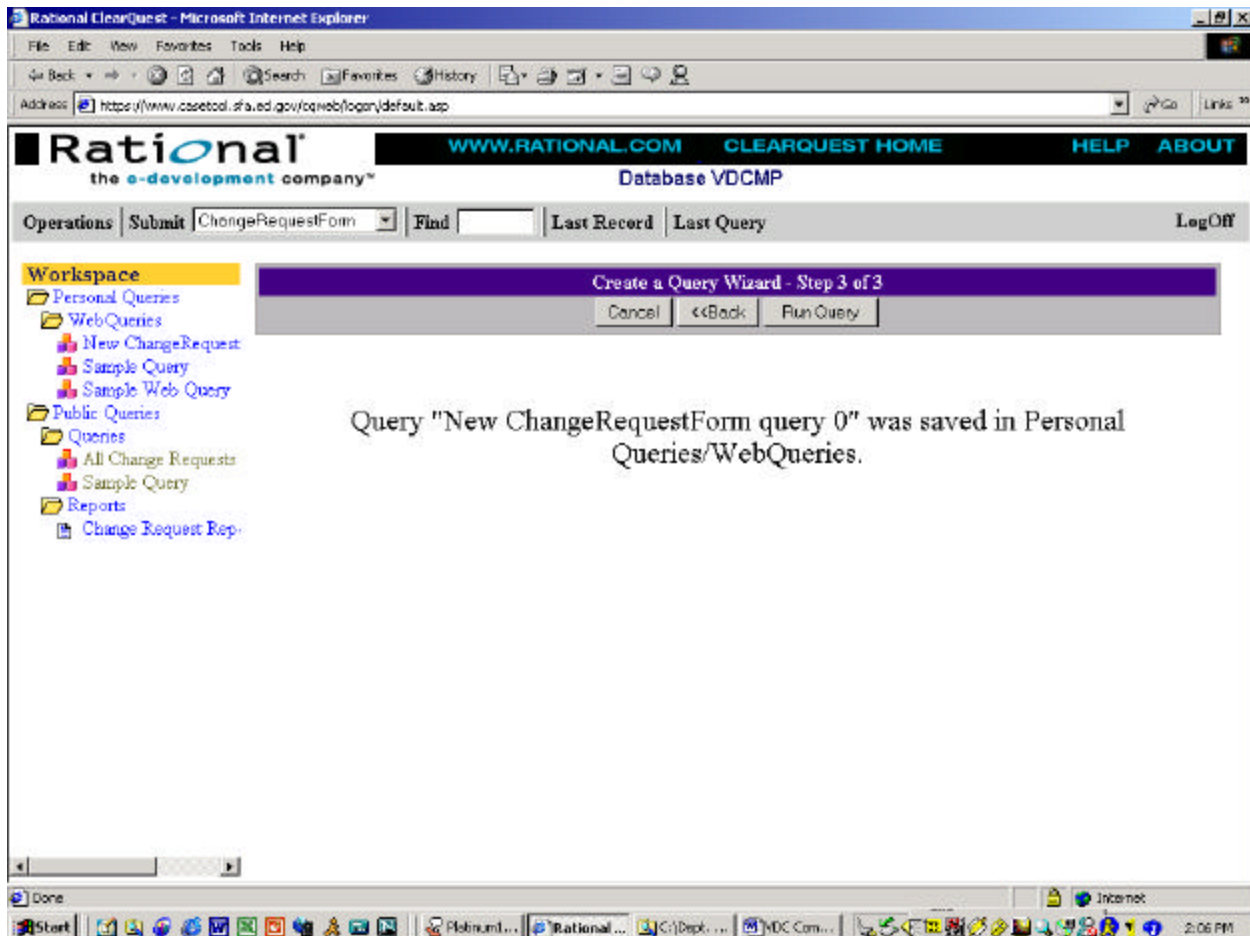 Rational ClearQuest - Microsoft Internet Explorer
File Edit View Favorites Tools Help
Back Search Favorites History
Address https://www.casetool.sfa.ed.gov/cqweb/logon/default.asp Go Links »
Rational
the e-development company™
WWW.RATIONAL.COM CLEARQUEST HOME HELP ABOUT
Database VDCMP
Operations Submit ChangeRequestForm Find Last Record Last Query LogOff
Workspace
Personal Queries
WebQueries
New ChangeRequest
Sample Query
Sample Web Query
Public Queries
Queries
All Change Requests
Sample Query
Reports
Change Request Rep
Create a Query Wizard - Step 3 of 3
Cancel <<Back Run Query
Query "New ChangeRequestForm query 0" was saved in Personal
Queries/WebQueries.
Done Internet
Start Platinum1... Rational ... C:\Dept. ... VDC Com... 2:06 PM